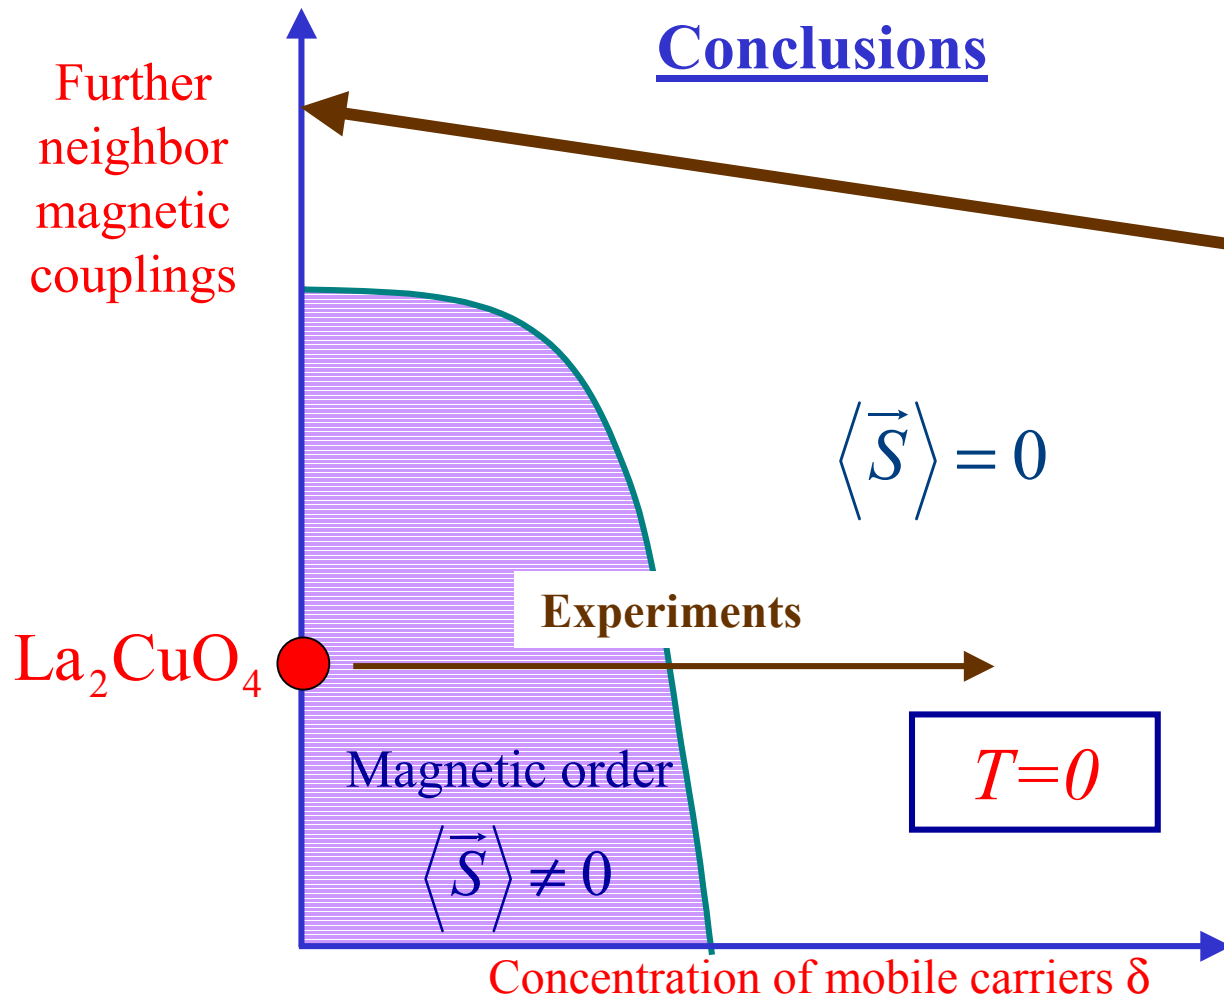 Conclusions
Further
neighbor
magnetic
couplings
⟨S⃗⟩ = 0
Experiments
La₂CuO₄
Magnetic order
T=0
⟨S⃗⟩ ≠ 0
Concentration of mobile carriers δ